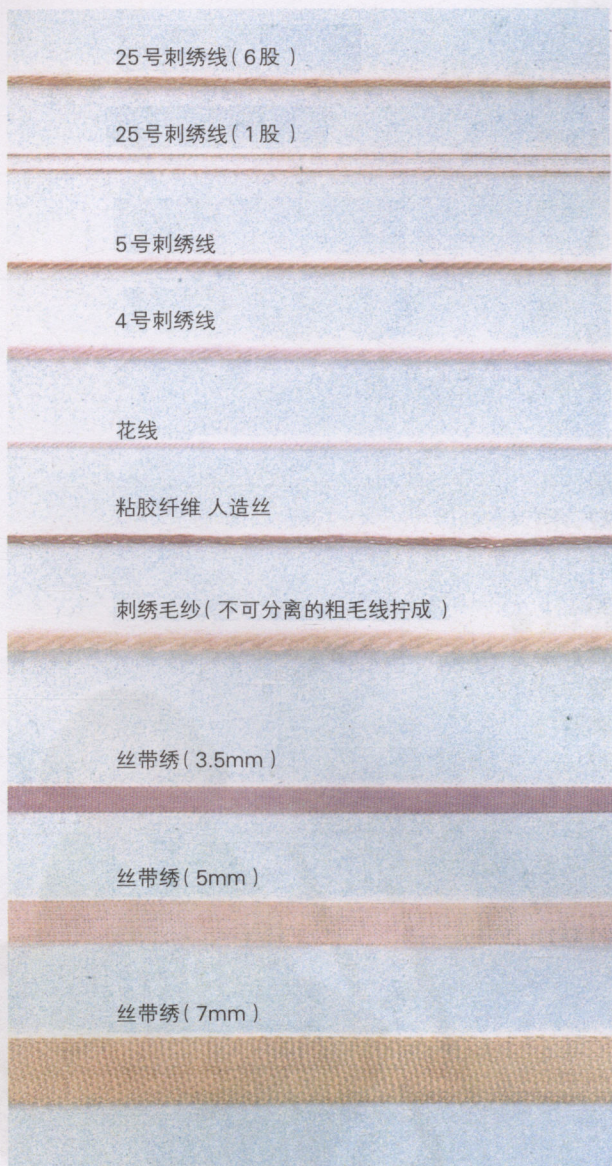 25号刺绣线(6股)
25号刺绣线(1股)
5号刺绣线
4号刺绣线
花线
粘胶纤维 人造丝
刺绣毛纱(不可分离的粗毛线拧成)
丝带绣(3.5mm)
丝带绣(5mm)
丝带绣(7mm)